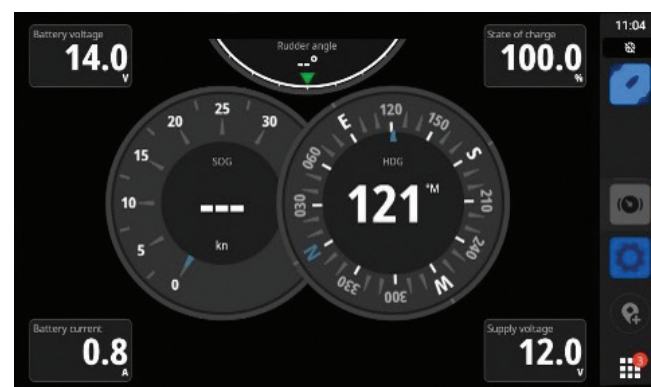 Battery voltage
14.0
V
Rudder angle
--°
State of charge
100.0
%
11:04
0
5
10
15
20
25
30
SOG
---
kn
N
030
060
E
120
150
S
210
240
W
300
330
HDG
121
°M
Battery current
0.8
A
Supply voltage
12.0
V
3